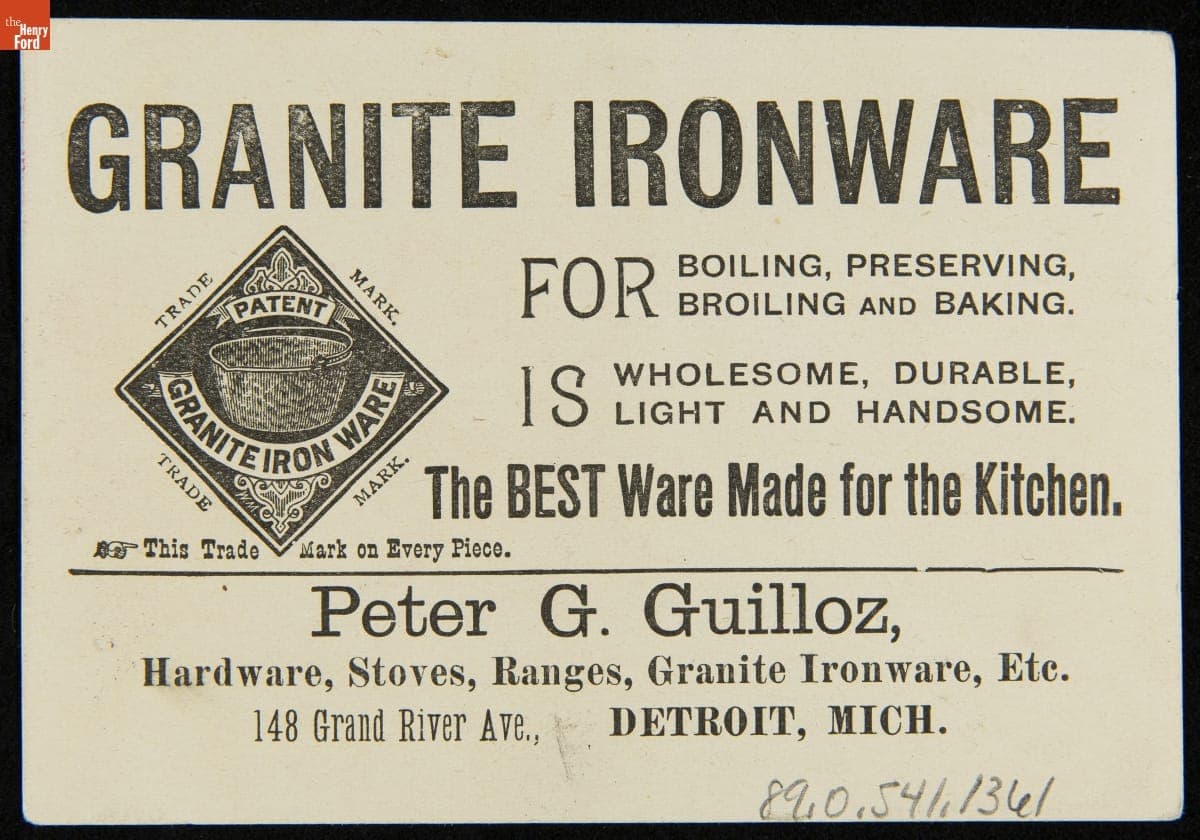 the
Henry
Ford
GRANITE IRONWARE
TRADE MARK.
PATENT
GRANITE IRON WARE
TRADE MARK.
FOR BOILING, PRESERVING,
BROILING AND BAKING.
IS WHOLESOME, DURABLE,
LIGHT AND HANDSOME.
The BEST Ware Made for the Kitchen.
This Trade Mark on Every Piece.
Peter G. Guilloz,
Hardware, Stoves, Ranges, Granite Ironware, Etc.
148 Grand River Ave., DETROIT, MICH.
89.0.541.1361